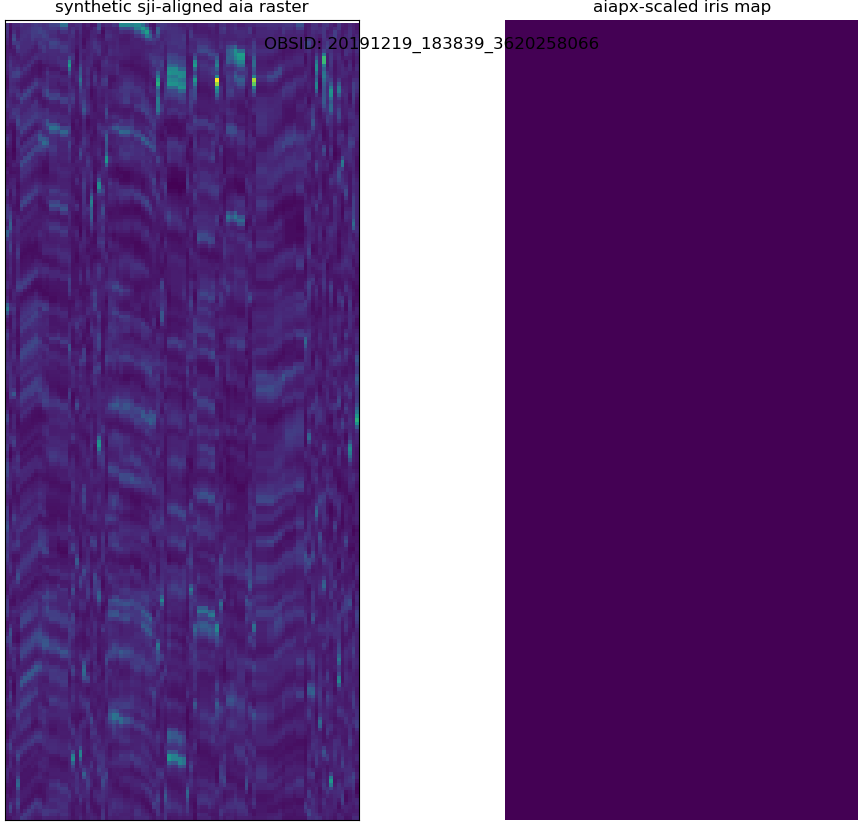 synthetic sji-aligned aia raster
aiapx-scaled iris map
OBSID: 20191219_183839_3620258066